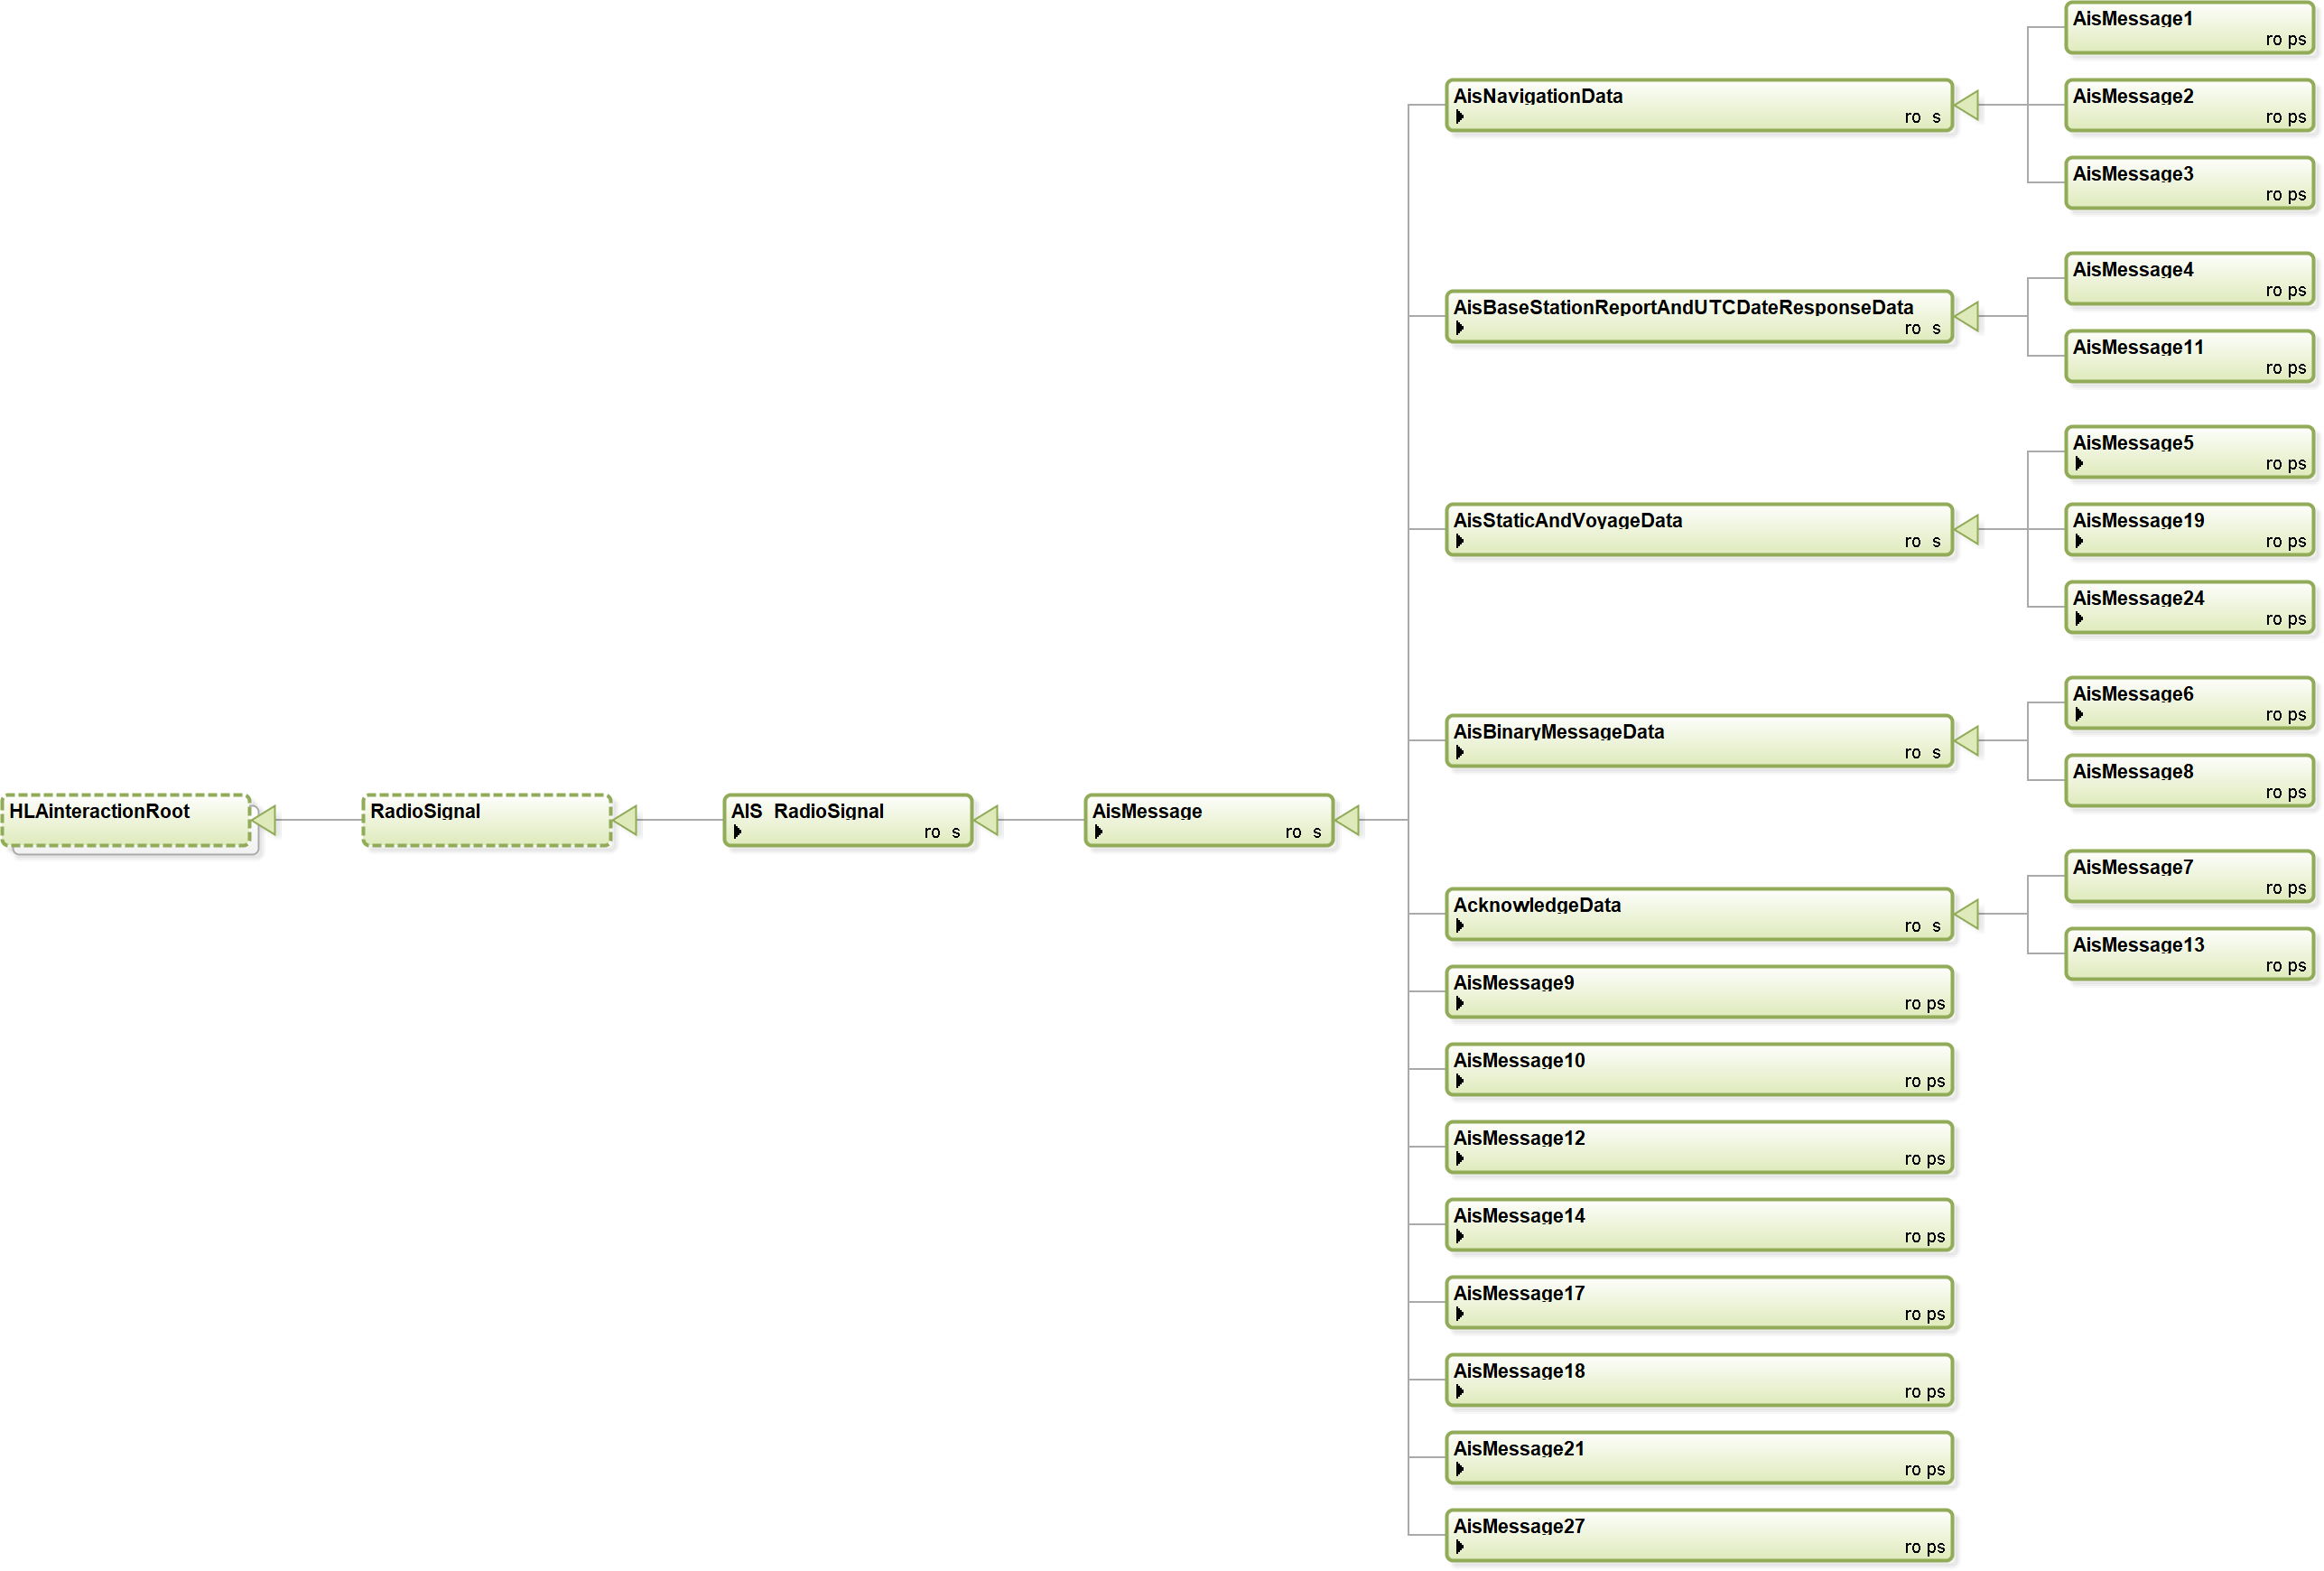 HLAinteractionRoot
RadioSignal
AIS RadioSignal
ro s
AisMessage
ro s
AisNavigationData
ro s
AisMessage1
ro ps
AisMessage2
ro ps
AisMessage3
ro ps
AisBaseStationReportAndUTCDateResponseData
ro s
AisMessage4
ro ps
AisMessage11
ro ps
AisStaticAndVoyageData
ro s
AisMessage5
ro ps
AisMessage19
ro ps
AisMessage24
ro ps
AisBinaryMessageData
ro s
AisMessage6
ro ps
AisMessage8
ro ps
AcknowledgeData
ro s
AisMessage7
ro ps
AisMessage13
ro ps
AisMessage9
ro ps
AisMessage10
ro ps
AisMessage12
ro ps
AisMessage14
ro ps
AisMessage17
ro ps
AisMessage18
ro ps
AisMessage21
ro ps
AisMessage27
ro ps